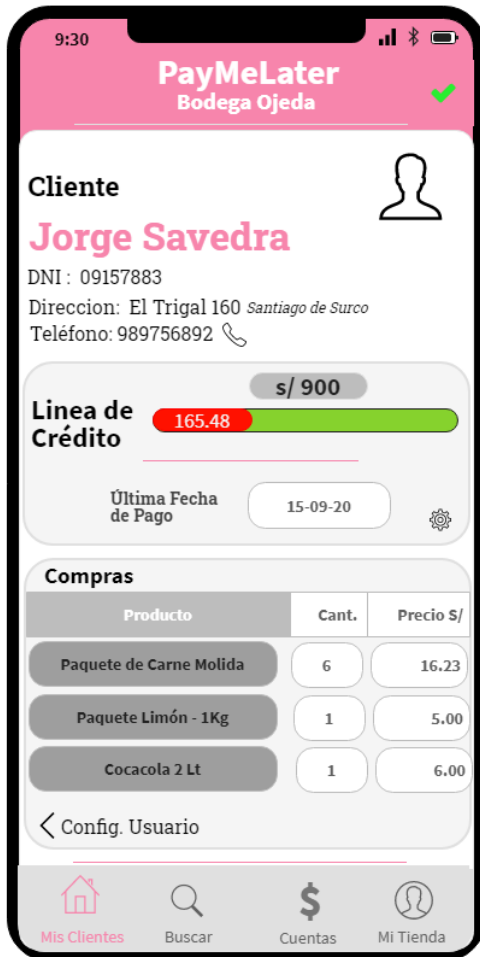 9:30
PayMeLater
Bodega Ojeda
Cliente
Jorge Savedra
DNI : 09157883
Direccion: El Trigal 160 Santiago de Surco
Teléfono: 989756892
s/ 900
Linea de
Crédito
165.48
Última Fecha
de Pago
15-09-20
Compras
Producto Cant. Precio S/
Paquete de Carne Molida 6 16.23
Paquete Limón - 1Kg 1 5.00
Cocacola 2 Lt 1 6.00
Config. Usuario
Mis Clientes Buscar Cuentas Mi Tienda